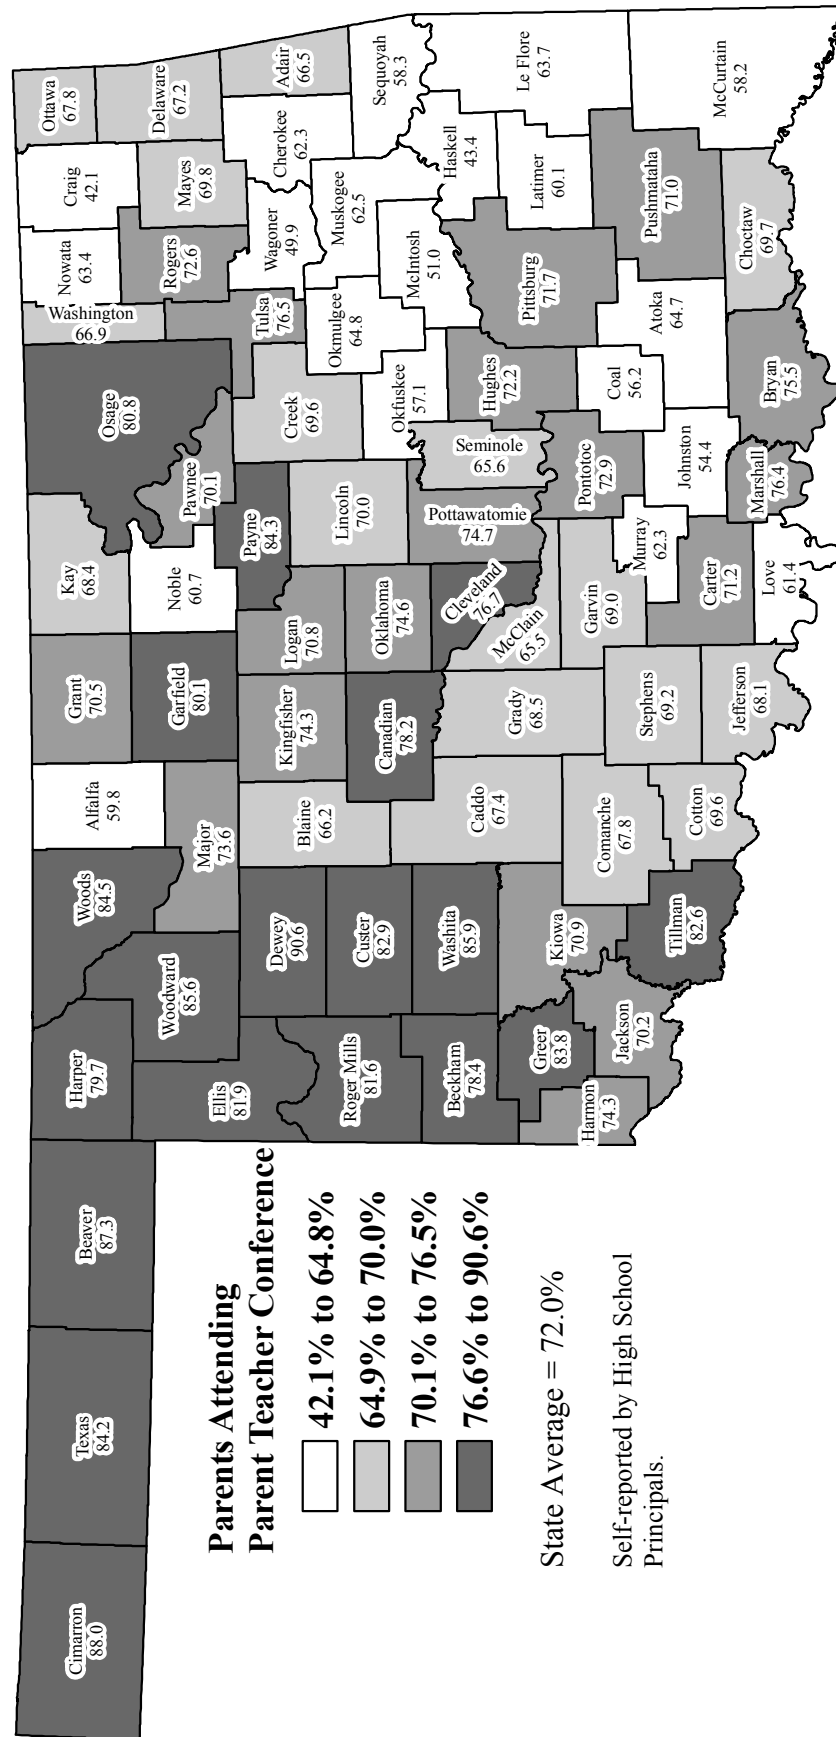 Cimarron
88.0
Texas
84.2
Beaver
87.3
Harper
79.7
Woods
84.5
Alfalfa
59.8
Grant
70.5
Kay
68.4
Osage
80.8
Washington
66.9
Nowata
63.4
Craig
42.1
Ottawa
67.8
Ellis
81.9
Woodward
85.6
Major
73.6
Garfield
80.1
Noble
60.7
Pawnee
70.1
Rogers
72.6
Mayes
69.8
Delaware
67.2
Roger Mills
81.6
Dewey
90.6
Blaine
66.2
Kingfisher
74.3
Logan
70.8
Payne
84.3
Creek
69.6
Tulsa
76.5
Wagoner
49.9
Cherokee
62.3
Adair
66.5
Beckham
78.4
Custer
82.9
Canadian
78.2
Oklahoma
74.6
Lincoln
70.0
Okfuskee
57.1
Okmulgee
64.8
Muskogee
62.5
Sequoyah
58.3
Washita
85.9
Caddo
67.4
Grady
68.5
McClain
65.5
Cleveland
76.7
Pottawatomie
74.7
Seminole
65.6
Hughes
72.2
McIntosh
51.0
Haskell
43.4
Le Flore
63.7
Greer
83.8
Kiowa
70.9
Comanche
67.8
Garvin
69.0
Pontotoc
72.9
Pittsburg
71.7
Latimer
60.1
Harmon
74.3
Jackson
70.2
Tillman
82.6
Cotton
69.6
Stephens
69.2
Murray
62.3
Coal
56.2
Atoka
64.7
Pushmataha
71.0
McCurtain
58.2
Jefferson
68.1
Carter
71.2
Johnston
54.4
Love
61.4
Marshall
76.4
Bryan
75.5
Choctaw
69.7
Parents Attending
Parent Teacher Conference
42.1% to 64.8%
64.9% to 70.0%
70.1% to 76.5%
76.6% to 90.6%
State Average = 72.0%
Self-reported by High School
Principals.